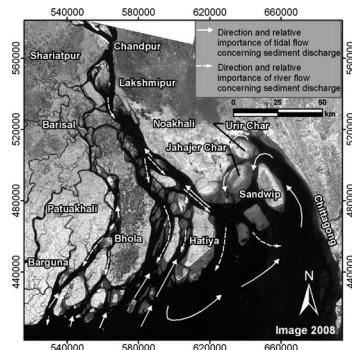 540000 580000 620000 660000
Direction and relative
importance of tidal flow
concerning sediment discharge
Direction and relative
importance of river flow
concerning sediment discharge
0 25 50
Kilometers
Chandpur
Shariatpur
Lakshmipur
Noakhali
Urir Char
Barisal
Jahajer Char
Sandwip
Patuakhali
Chittagong
Bhola
Hatiya
Barguna
N
Image 2008
560000
520000
480000
440000
560000
520000
480000
440000
540000 580000 620000 660000